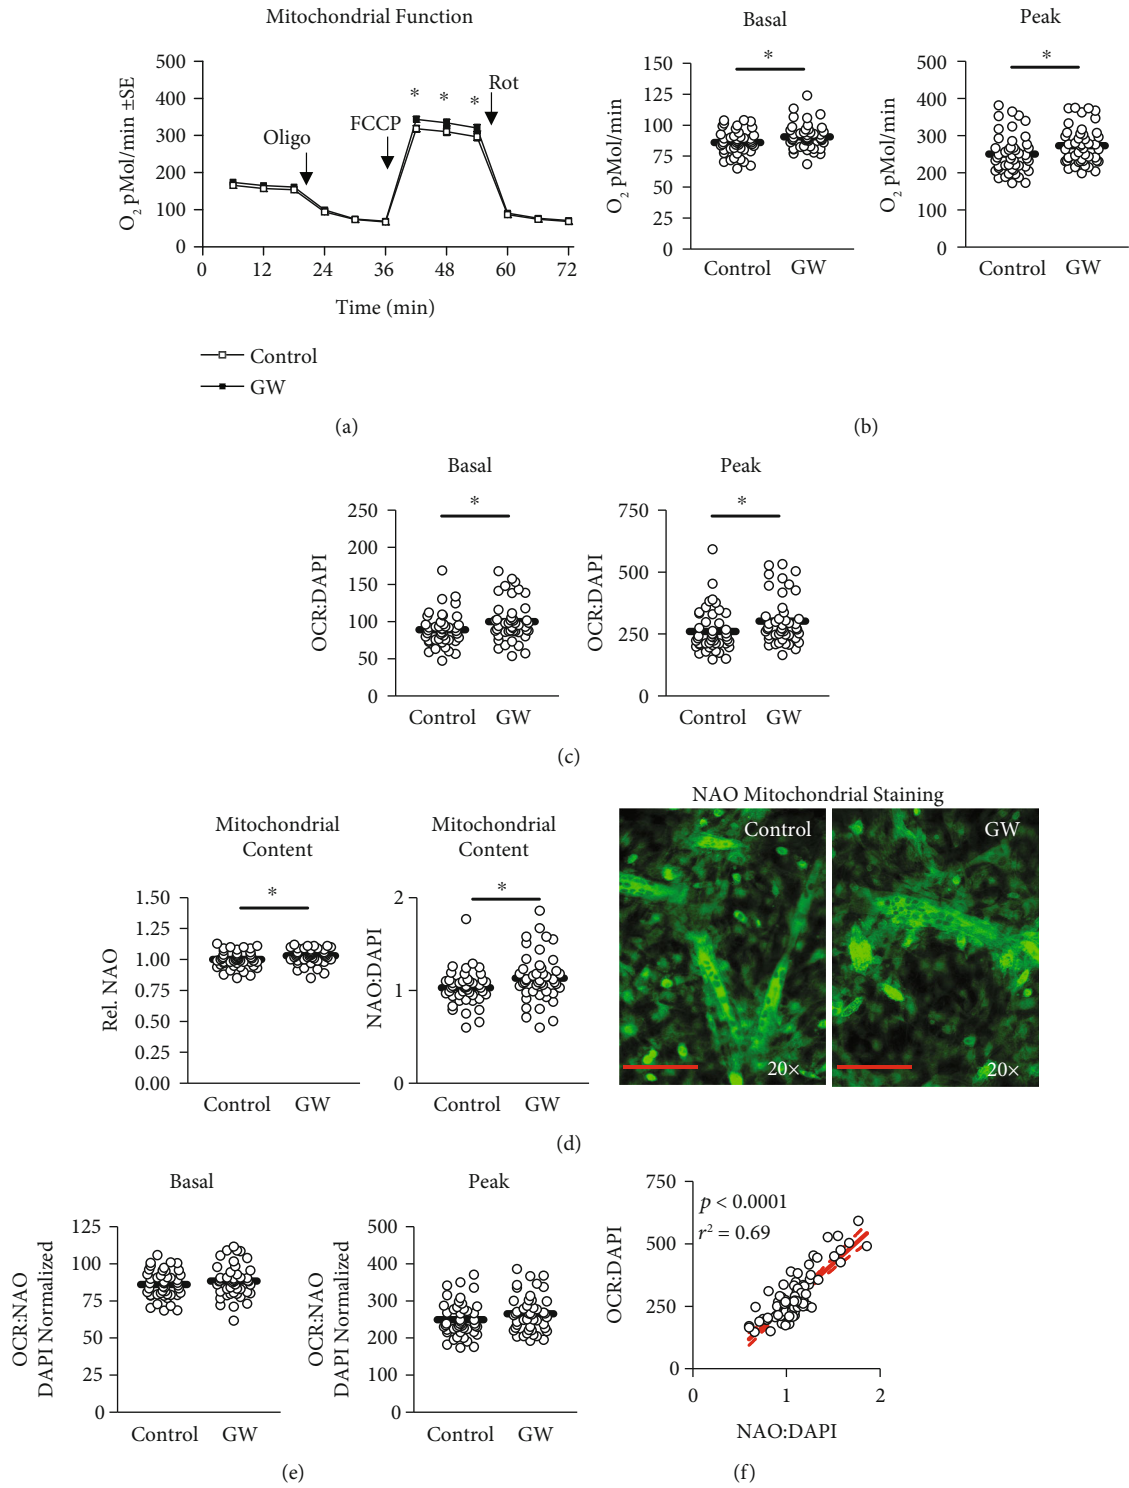 Mitochondrial Function
O2 pMol/min ±SE
500
400
300
200
100
0
Oligo
FCCP
* * *
Rot
0 12 24 36 48 60 72
Time (min)
Control
GW
(a)
Basal
*
O2 pMol/min
150
125
100
75
50
25
0
Control GW
Peak
*
O2 pMol/min
500
400
300
200
100
0
Control GW
(b)
Basal
*
OCR:DAPI
250
200
150
100
50
0
Control GW
Peak
*
OCR:DAPI
750
500
250
0
Control GW
(c)
Mitochondrial
Content
*
Rel. NAO
1.50
1.25
1.00
0.75
0.50
0.25
0.00
Control GW
Mitochondrial
Content
*
NAO:DAPI
2
1
0
Control GW
NAO Mitochondrial Staining
Control
20×
GW
20×
(d)
Basal
OCR:NAO
DAPI Normalized
125
100
75
50
25
0
Control GW
Peak
OCR:NAO
DAPI Normalized
500
400
300
200
100
0
Control GW
(e)
OCR:DAPI
750
500
250
0
p < 0.0001
r² = 0.69
0 1 2
NAO:DAPI
(f)